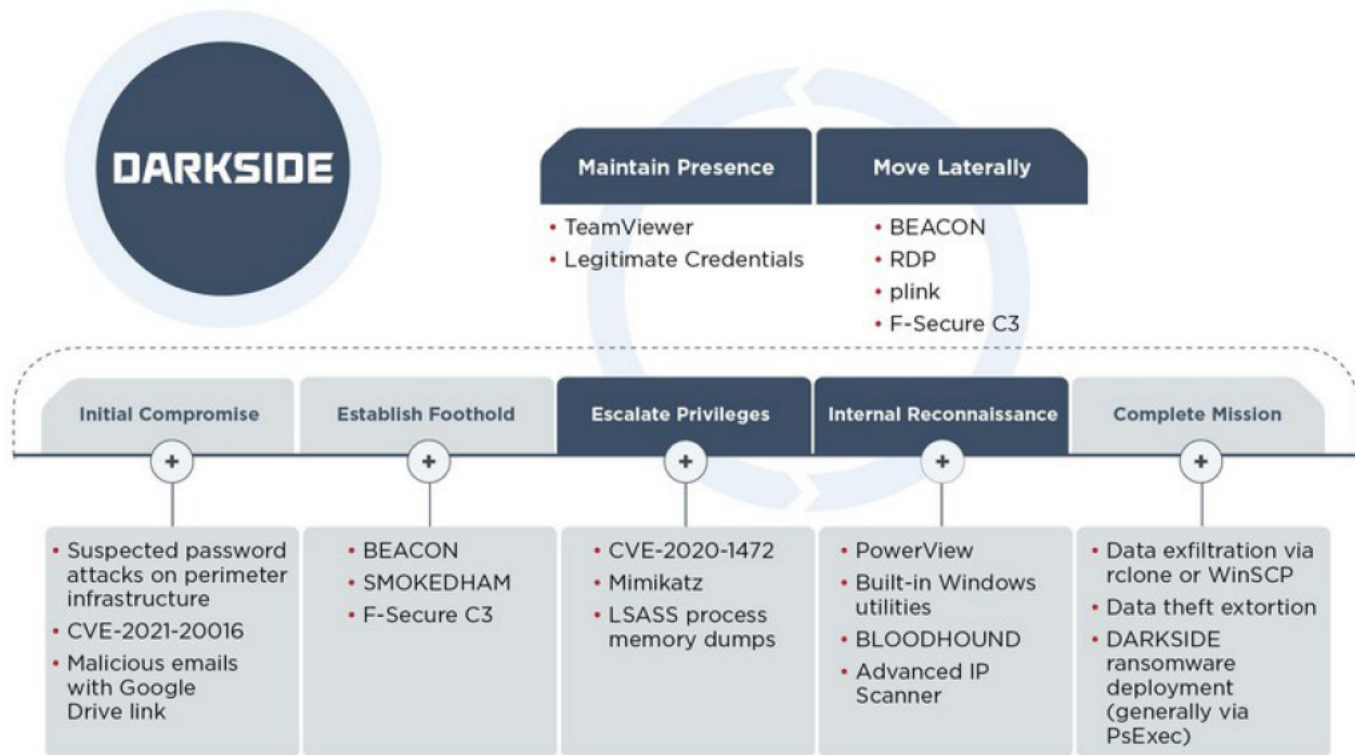 DARKSIDE
Maintain Presence
• TeamViewer
• Legitimate Credentials
Move Laterally
• BEACON
• RDP
• plink
• F-Secure C3
Initial Compromise
+
• Suspected password
attacks on perimeter
infrastructure
• CVE-2021-20016
• Malicious emails
with Google
Drive link
Establish Foothold
+
• BEACON
• SMOKEDHAM
• F-Secure C3
Escalate Privileges
+
• CVE-2020-1472
• Mimikatz
• LSASS process
memory dumps
Internal Reconnaissance
+
• PowerView
• Built-in Windows
utilities
• BLOODHOUND
• Advanced IP
Scanner
Complete Mission
+
• Data exfiltration via
rclone or WinSCP
• Data theft extortion
• DARKSIDE
ransomware
deployment
(generally via
PsExec)